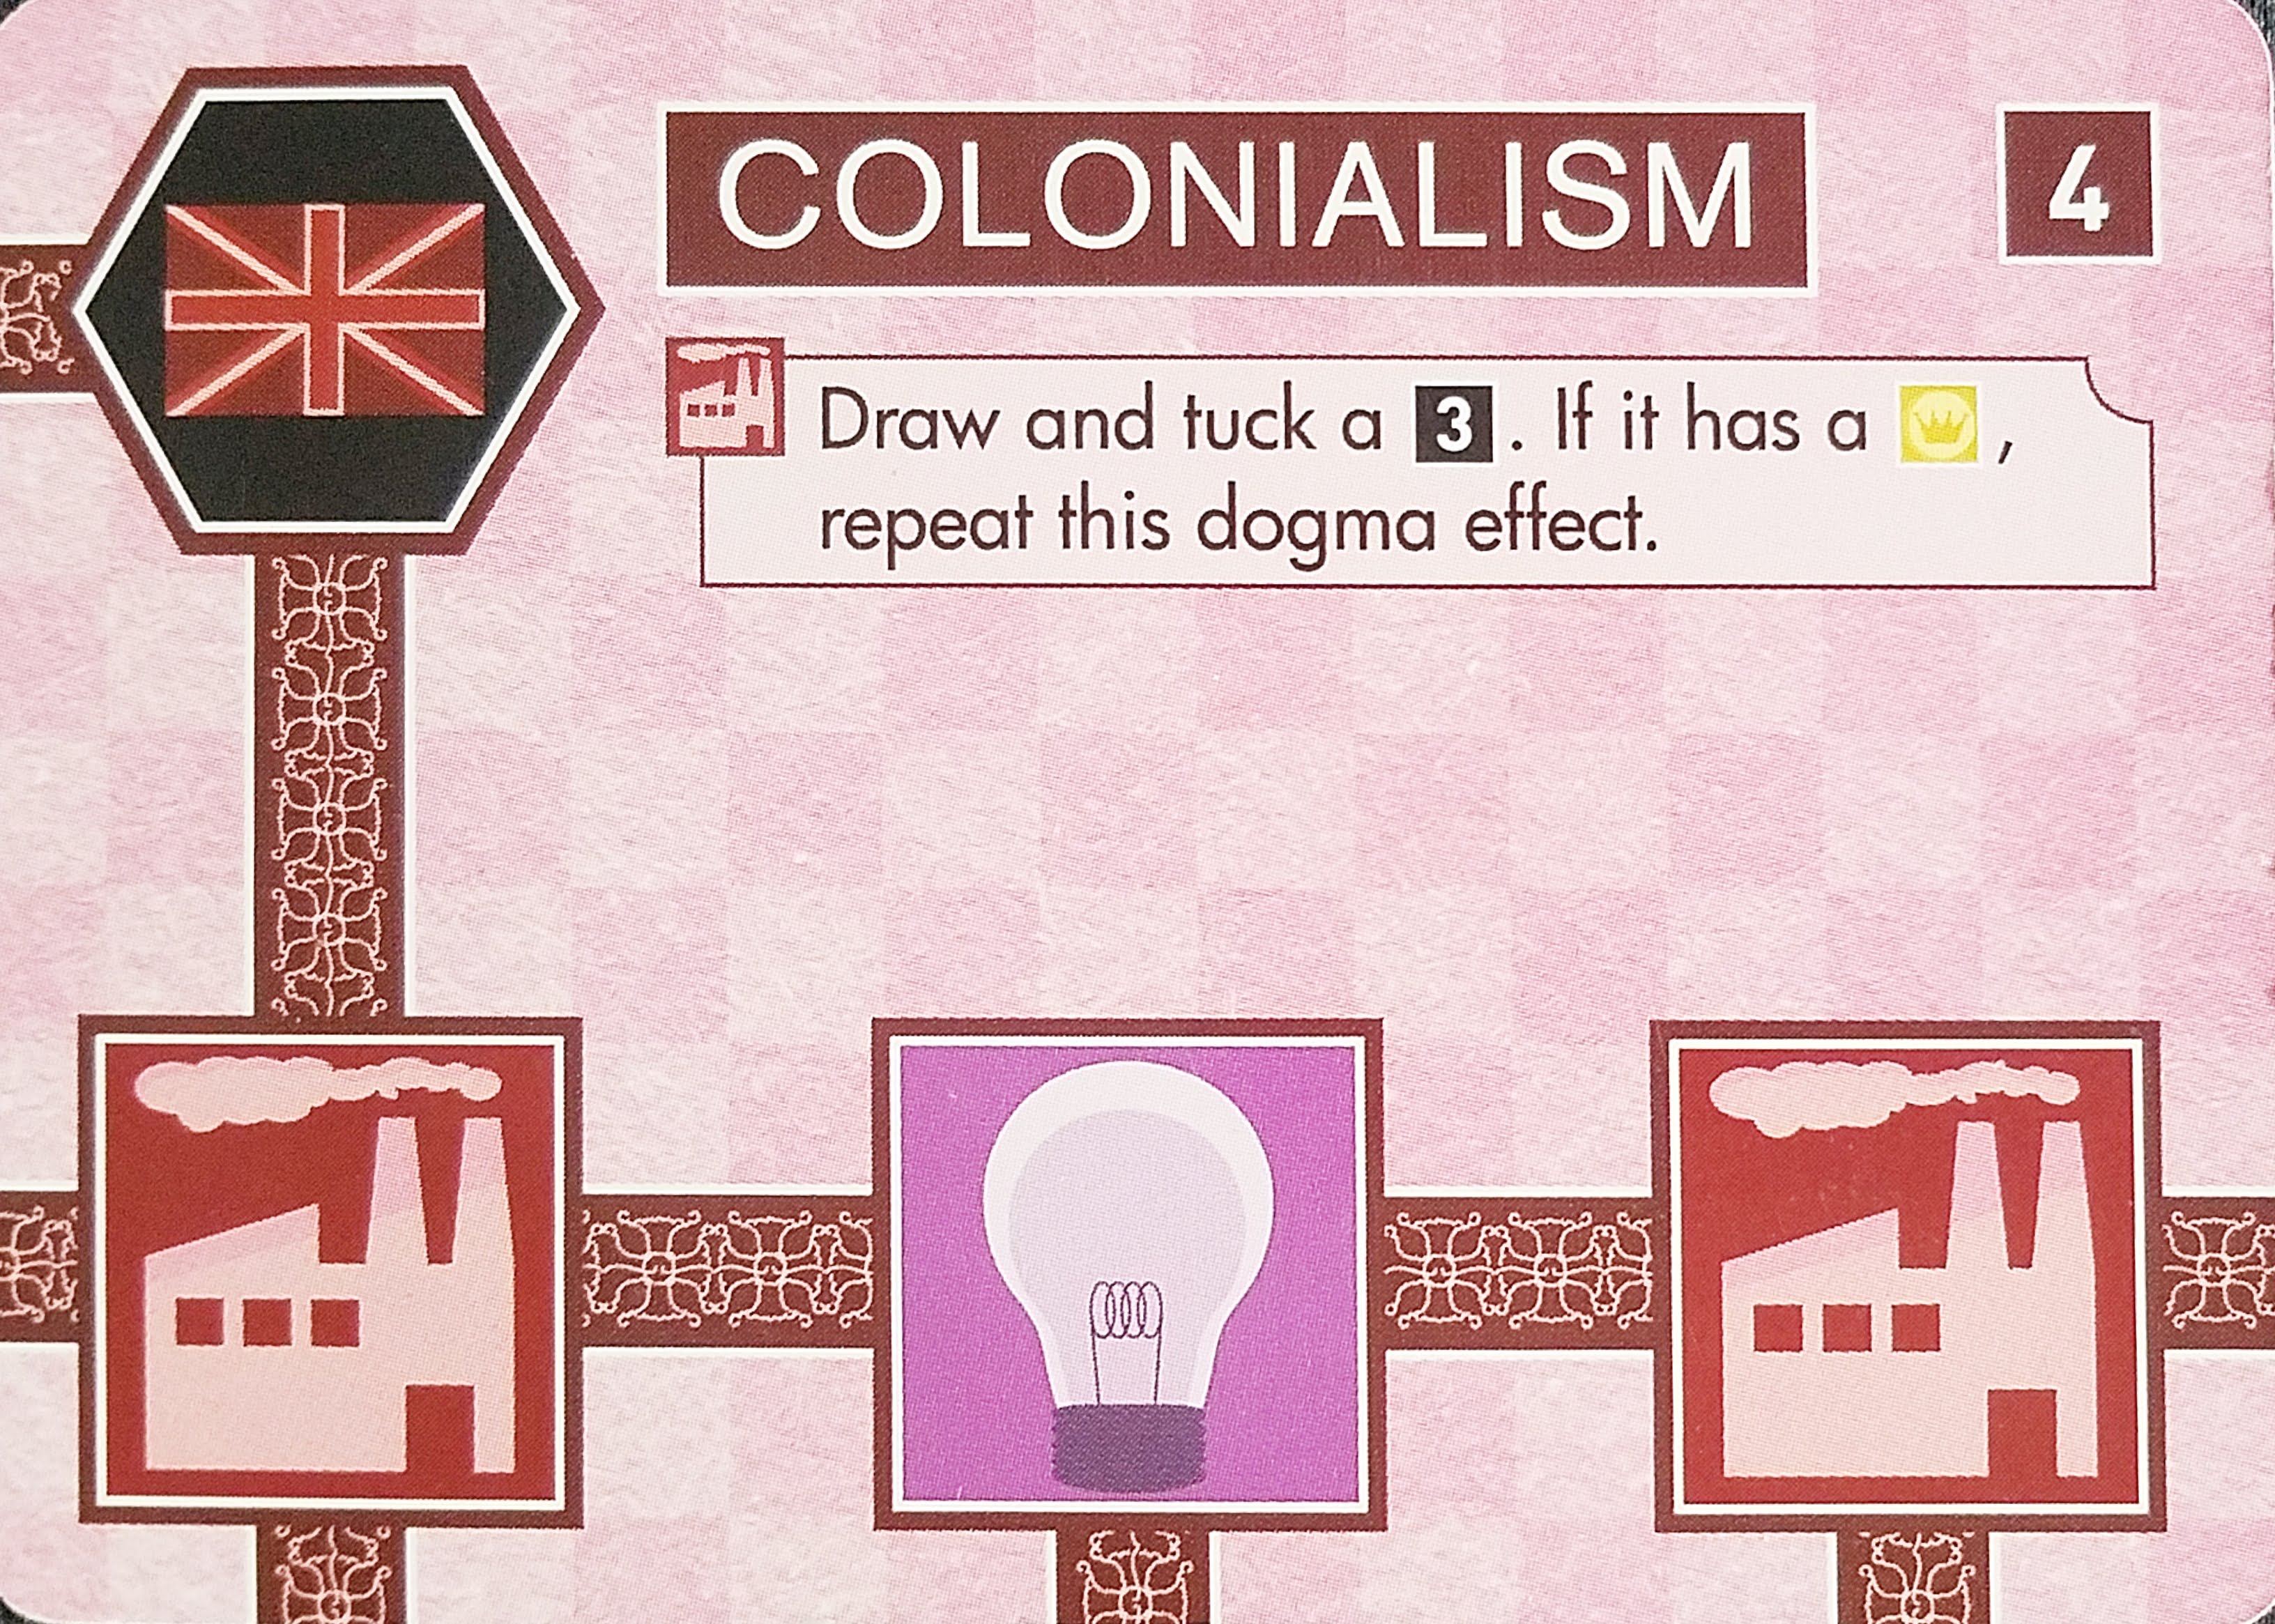 COLONIALISM
4
Draw and tuck a 3. If it has a ,
repeat this dogma effect.